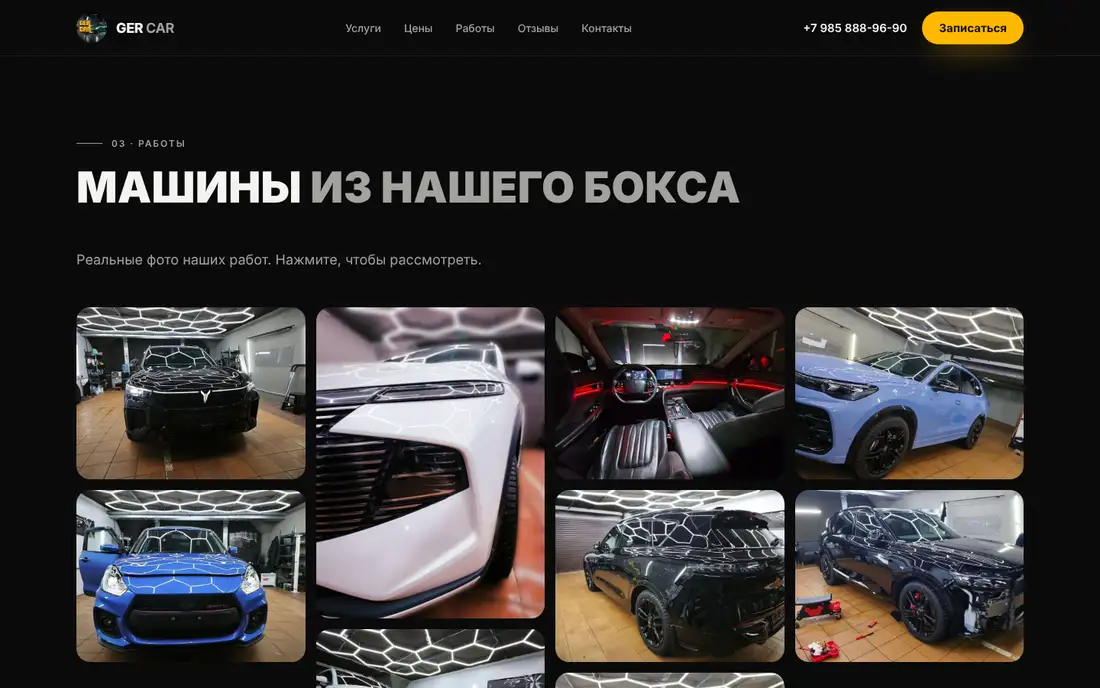 GER CAR
Услуги
Цены
Работы
Отзывы
Контакты
+7 985 888-96-90
Записаться
03 · РАБОТЫ
МАШИНЫ ИЗ НАШЕГО БОКСА
Реальные фото наших работ. Нажмите, чтобы рассмотреть.